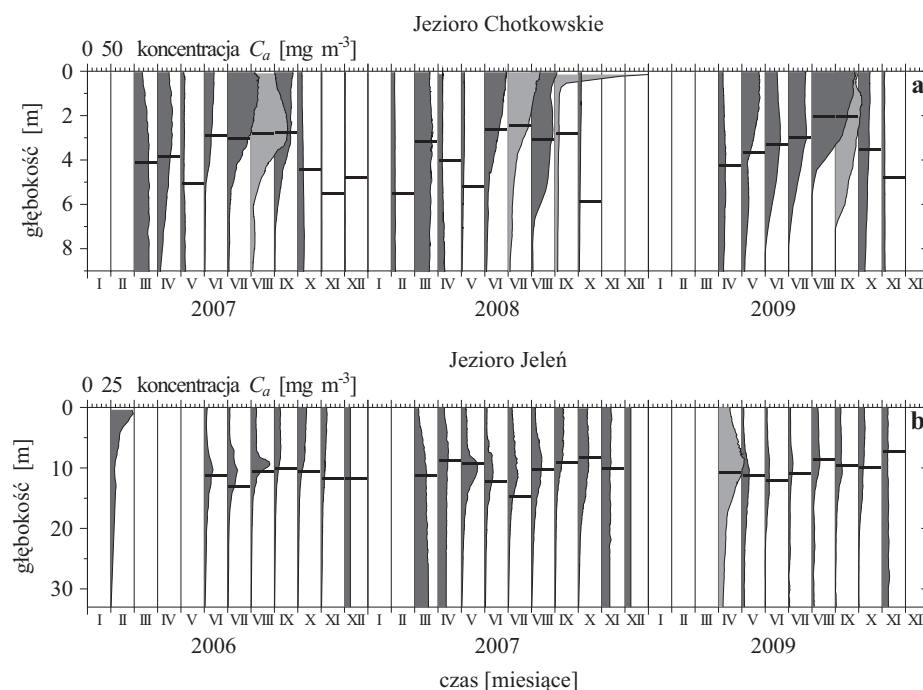 Jezioro Chotkowskie
0 50 koncentracja Ca [mg m-3]
a
0
2
4
6
8
głębokość [m]
I II III IV V VI VII VIII IX X XI XII I II III IV V VI VII VIII IX X XI XII I II III IV V VI VII VIII IX X XI XII
2007 2008 2009
Jezioro Jeleń
0 25 koncentracja Ca [mg m-3]
b
0
10
20
30
głębokość [m]
I II III IV V VI VII VIII IX X XI XII I II III IV V VI VII VIII IX X XI XII I II III IV V VI VII VIII IX X XI XII
2006 2007 2009
czas [miesiące]